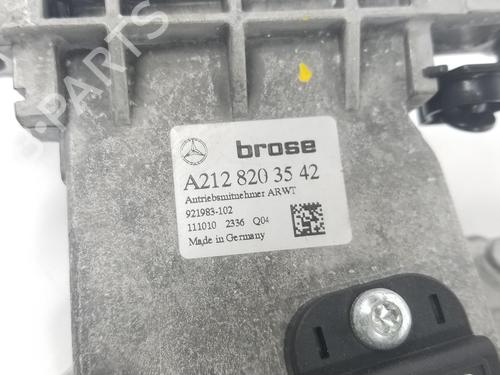 brose
A212 820 35 42
Antriebsmitnehmer ARWT
921983-102
111010 2336 Q04
Made in Germany